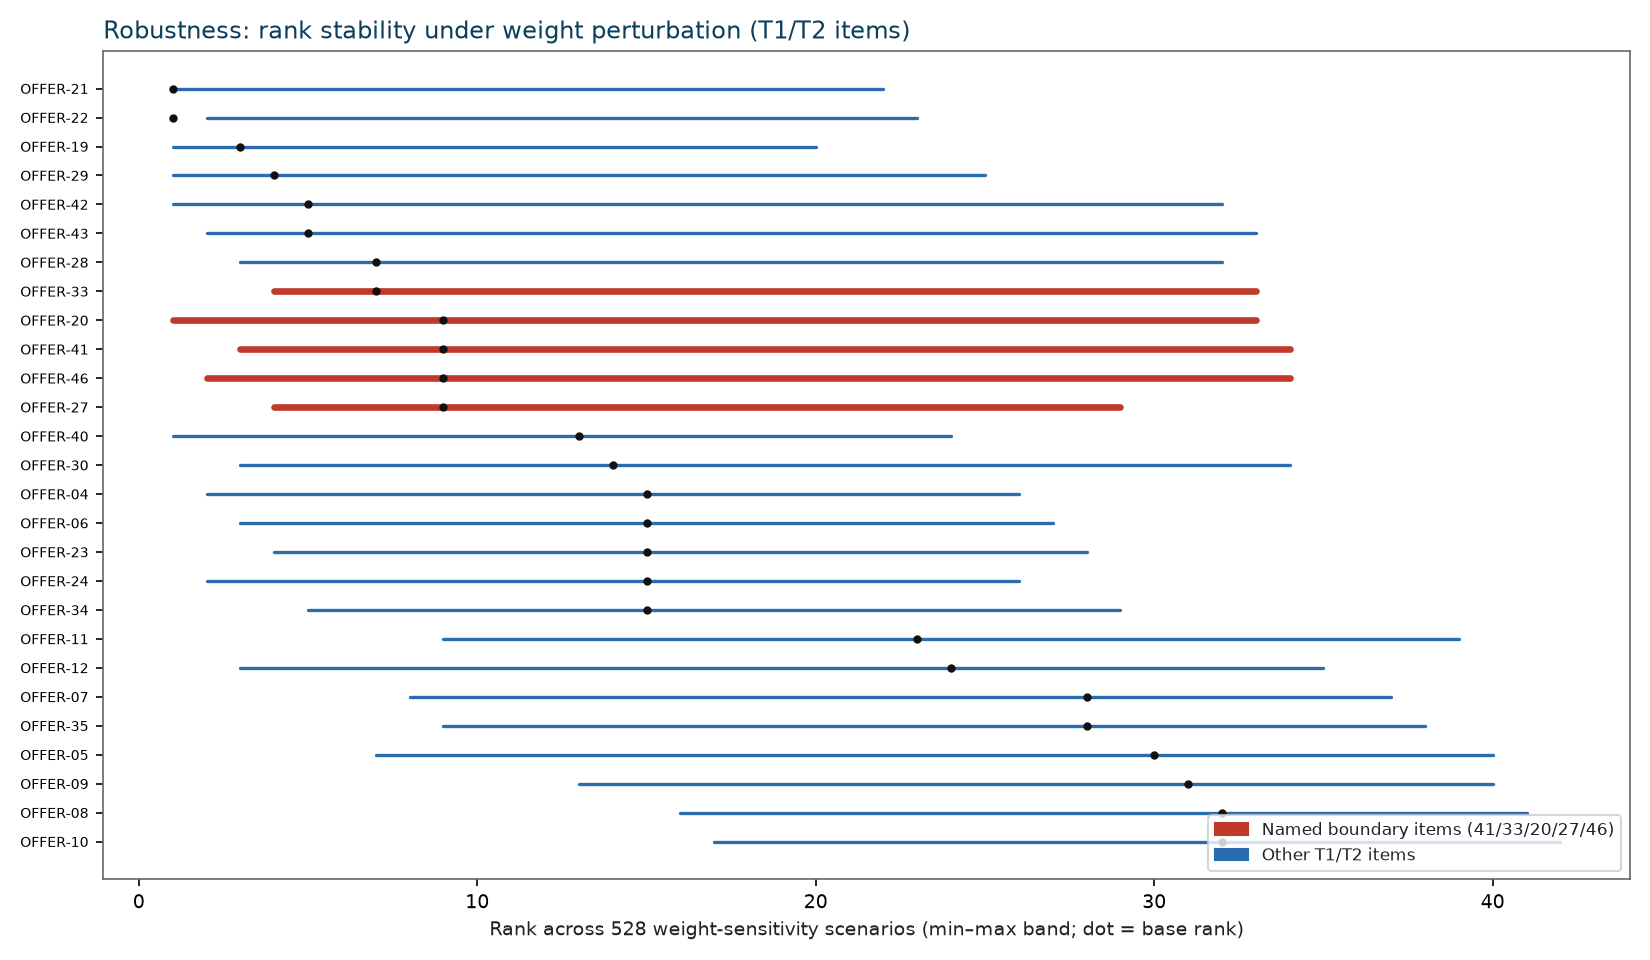 Robustness: rank stability under weight perturbation (T1/T2 items)
OFFER-21
OFFER-22
OFFER-19
OFFER-29
OFFER-42
OFFER-43
OFFER-28
OFFER-33
OFFER-20
OFFER-41
OFFER-46
OFFER-27
OFFER-40
OFFER-30
OFFER-04
OFFER-06
OFFER-23
OFFER-24
OFFER-34
OFFER-11
OFFER-12
OFFER-07
OFFER-35
OFFER-05
OFFER-09
OFFER-08
OFFER-10
Named boundary items (41/33/20/27/46)
Other T1/T2 items
0 10 20 30 40
Rank across 528 weight-sensitivity scenarios (min–max band; dot = base rank)